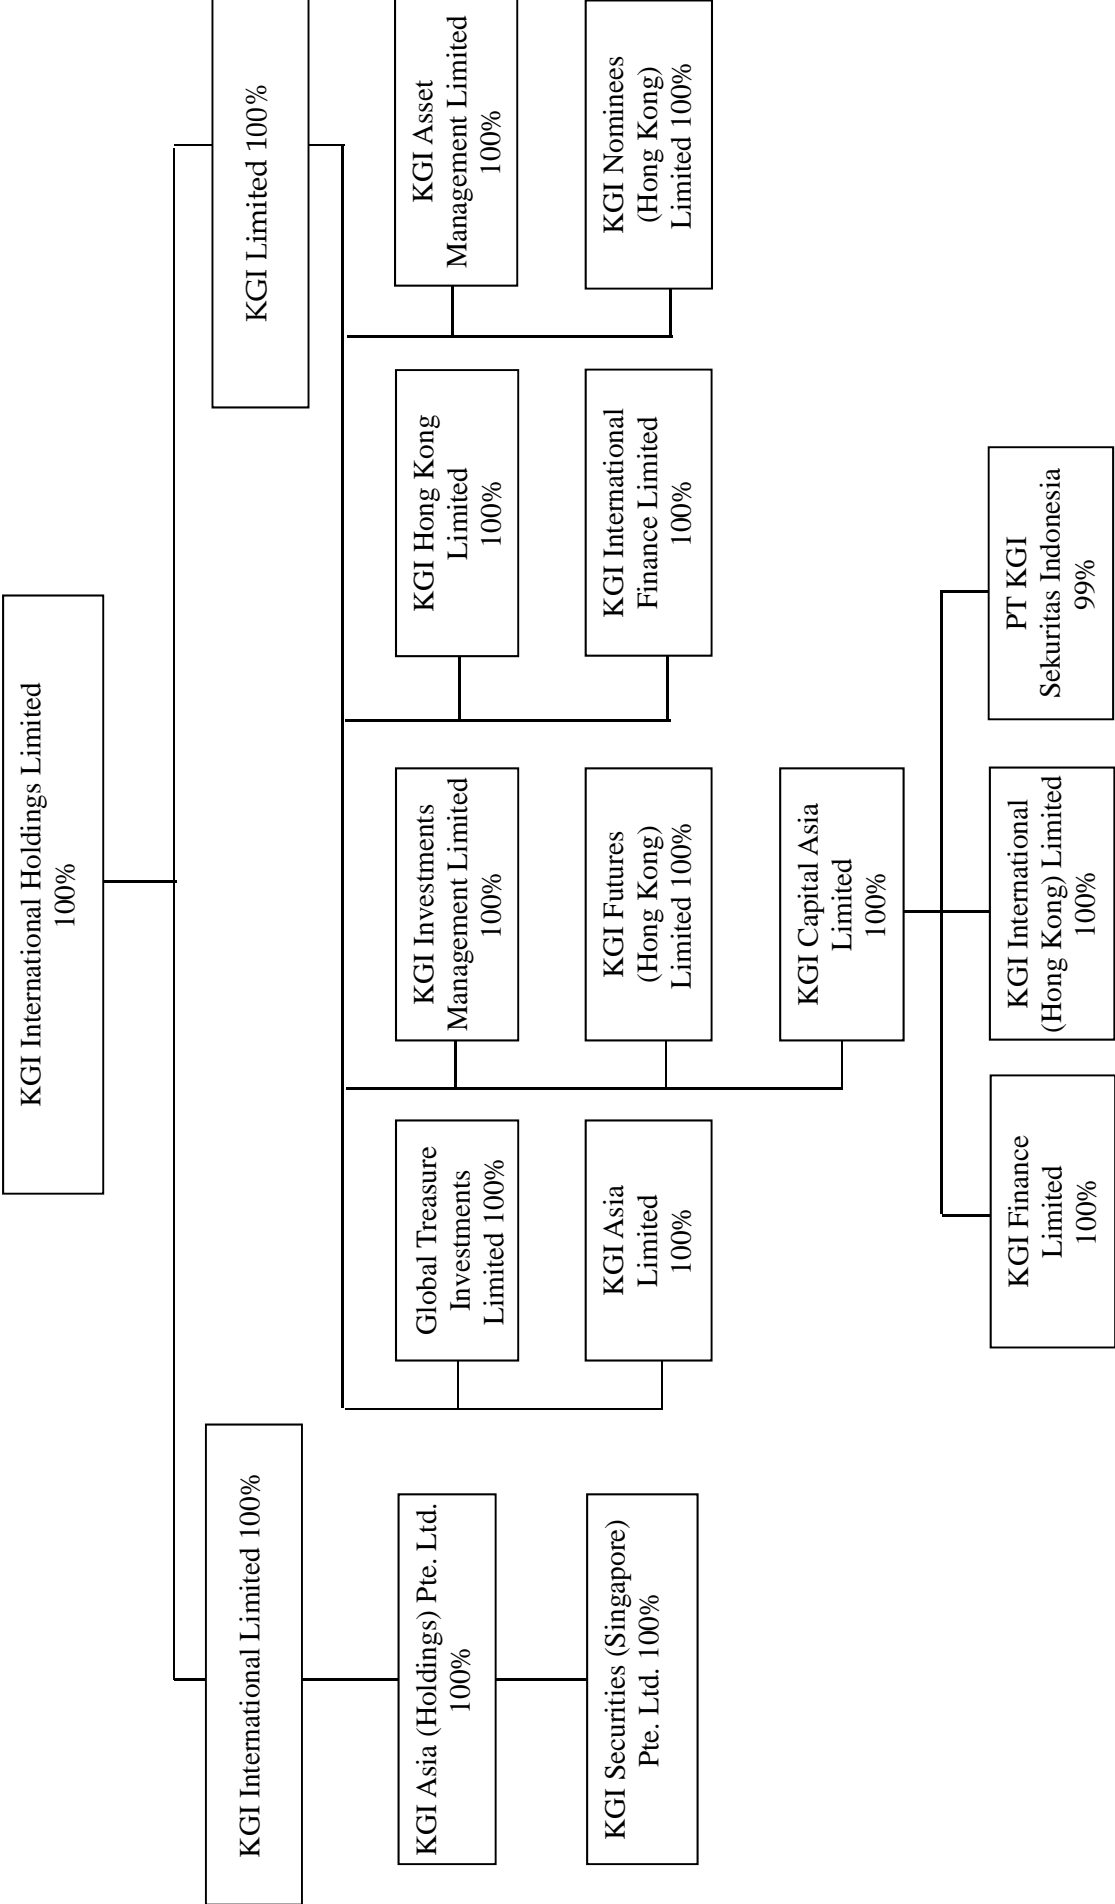 KGI International Holdings Limited
100%
KGI International Limited 100%
KGI Limited 100%
KGI Asia (Holdings) Pte. Ltd.
100%
Global Treasure
Investments
Limited 100%
KGI Investments
Management Limited
100%
KGI Hong Kong
Limited
100%
KGI Asset
Management Limited
100%
KGI Securities (Singapore)
Pte. Ltd. 100%
KGI Asia
Limited
100%
KGI Futures
(Hong Kong)
Limited 100%
KGI International
Finance Limited
100%
KGI Nominees
(Hong Kong)
Limited 100%
KGI Capital Asia
Limited
100%
KGI Finance
Limited
100%
KGI International
(Hong Kong) Limited
100%
PT KGI
Sekuritas Indonesia
99%